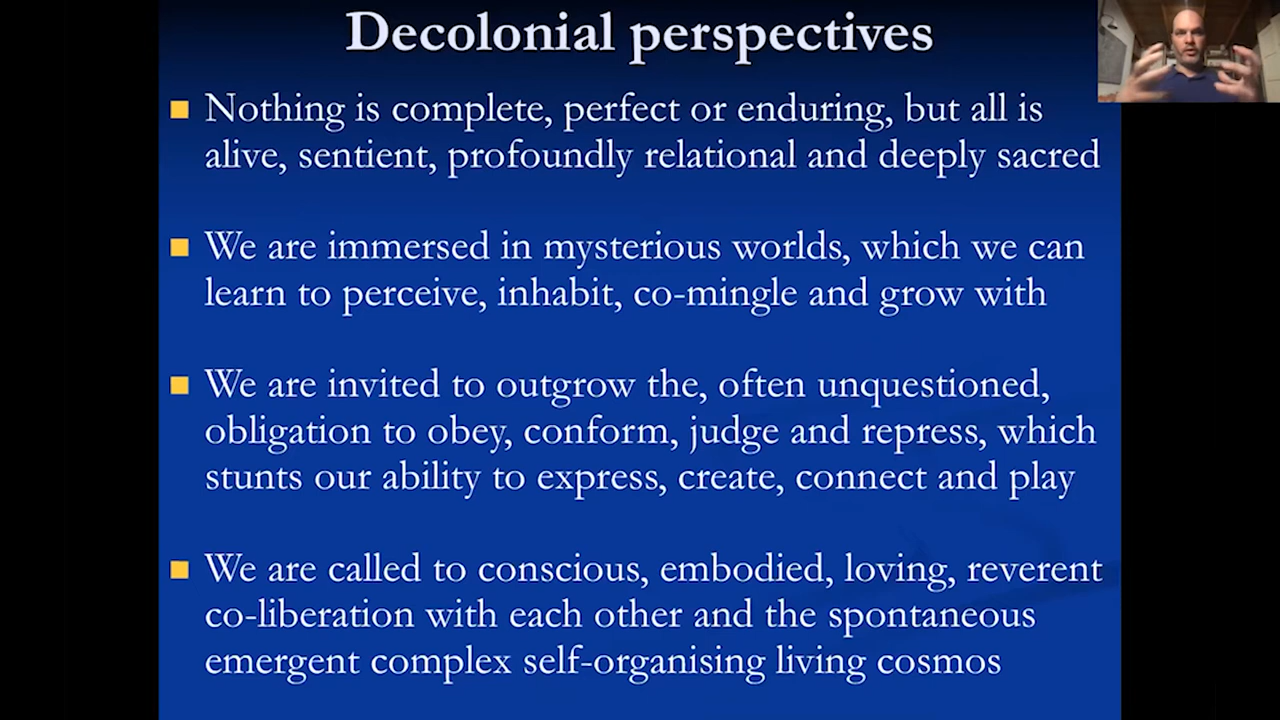 Decolonial perspectives
Nothing is complete, perfect or enduring, but all is
alive, sentient, profoundly relational and deeply sacred
We are immersed in mysterious worlds, which we can
learn to perceive, inhabit, co-mingle and grow with
We are invited to outgrow the, often unquestioned,
obligation to obey, conform, judge and repress, which
stunts our ability to express, create, connect and play
We are called to conscious, embodied, loving, reverent
co-liberation with each other and the spontaneous
emergent complex self-organising living cosmos